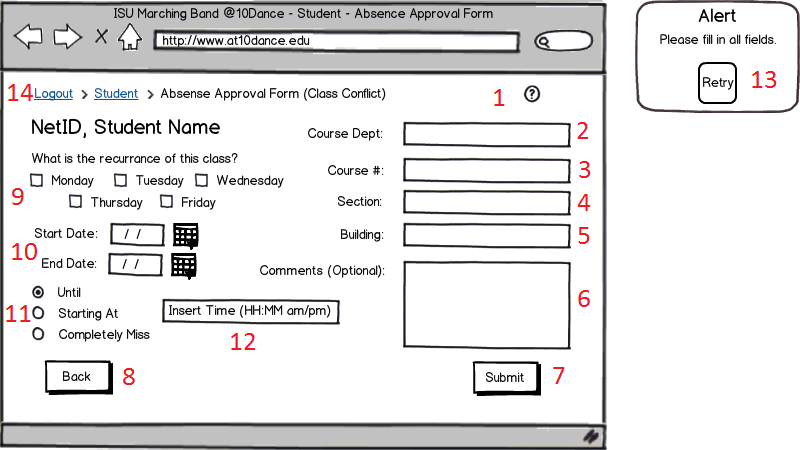 ISU Marching Band @10Dance - Student - Absence Approval Form
http://www.at10dance.edu
14 Logout > Student > Absense Approval Form (Class Conflict) 1 ?
NetID, Student Name
What is the recurrance of this class?
9 Monday Tuesday Wednesday
Thursday Friday
10 Start Date: / /
End Date: / /
Until
11 Starting At
Completely Miss
Insert Time (HH:MM am/pm)
12
Back 8
Course Dept: 2
Course #: 3
Section: 4
Building: 5
Comments (Optional): 6
Submit 7
Alert
Please fill in all fields.
Retry 13